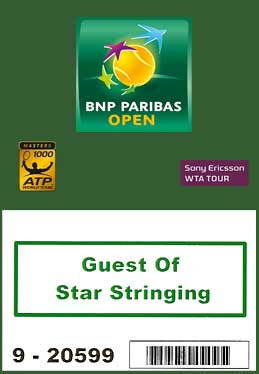 BNP PARIBAS
OPEN
MASTERS
1000
ATP
WORLD TOUR
Sony Ericsson
WTA TOUR
Guest Of
Star Stringing
9 - 20599